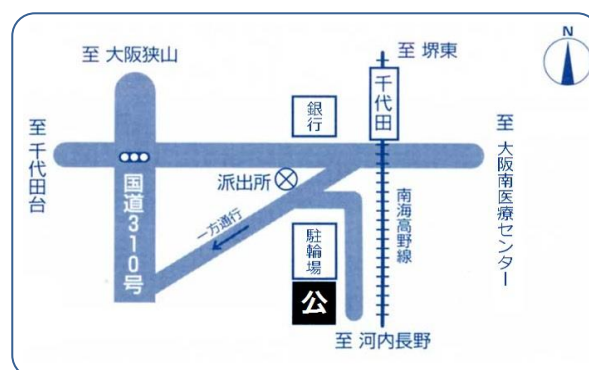 N
至 大阪狭山
至 堺東
千代田
銀行
至 千代田台
至 大阪南医療センター
派出所
国道310号
一方通行
南海高野線
駐輪場
公
至 河内長野